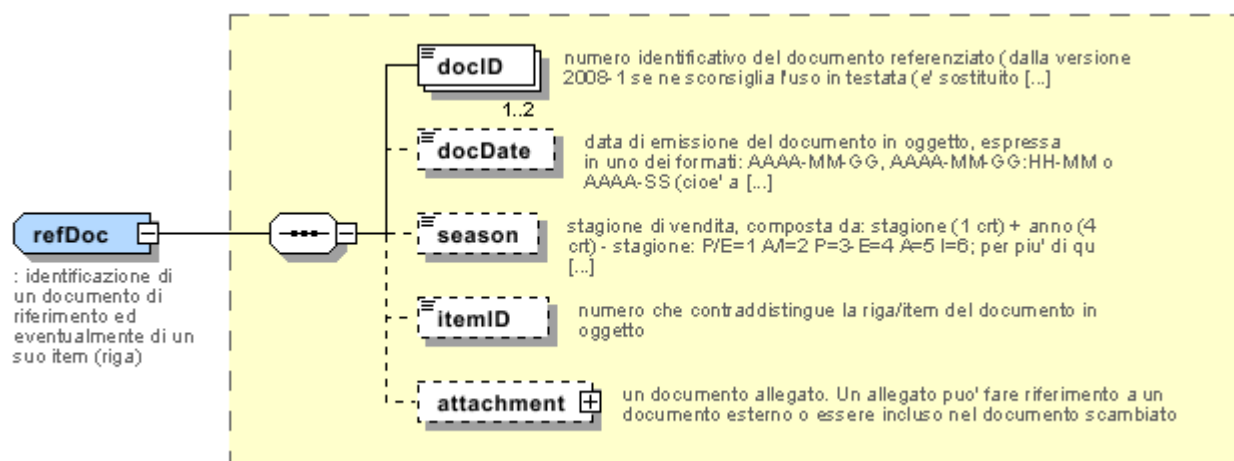 refDoc
: identificazione di
un documento di
riferimento ed
eventualmente di un
suo item (riga)
docID
1..2
numero identificativo del documento referenziato (dalla versione
2008-1 se ne sconsiglia l'uso in testata (e' sostituito [...]
docDate
data di emissione del documento in oggetto, espressa
in uno dei formati: AAAA-MM-GG, AAAA-MM-GG:HH-MM o
AAAA-SS (cioe' a [...]
season
stagione di vendita, composta da: stagione (1 crt) + anno (4
crt) - stagione: P/E=1 A/I=2 P=3- E=4 A=5 I=6; per piu' di qu
[...]
itemID
numero che contraddistingue la riga/item del documento in
oggetto
attachment
un documento allegato. Un allegato puo' fare riferimento a un
documento esterno o essere incluso nel documento scambiato